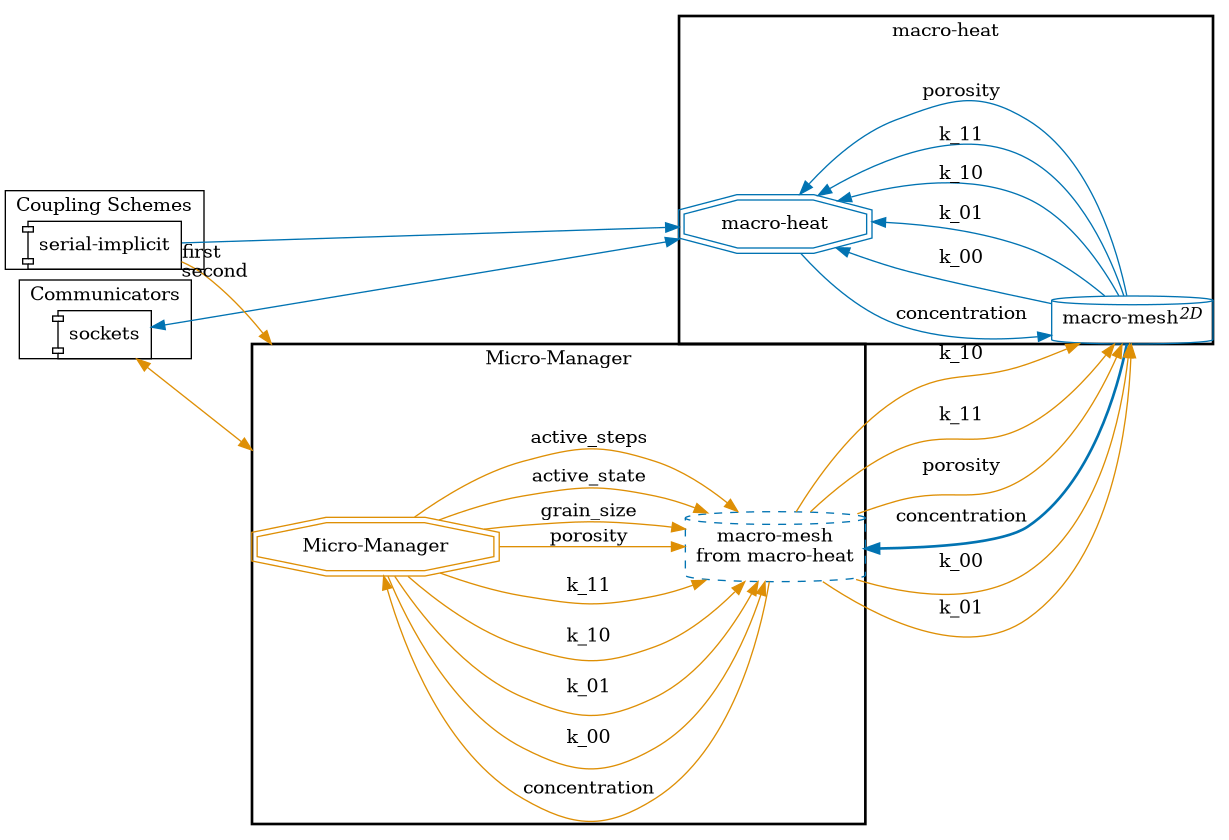 macro-heat
porosity
k_11
k_10
k_01
k_00
macro-heat
concentration
macro-mesh2D
Coupling Schemes
serial-implicit
first
second
Communicators
sockets
Micro-Manager
active_steps
active_state
grain_size
porosity
k_11
k_10
k_01
k_00
concentration
Micro-Manager
macro-mesh
from macro-heat
k_10
k_11
porosity
concentration
k_00
k_01